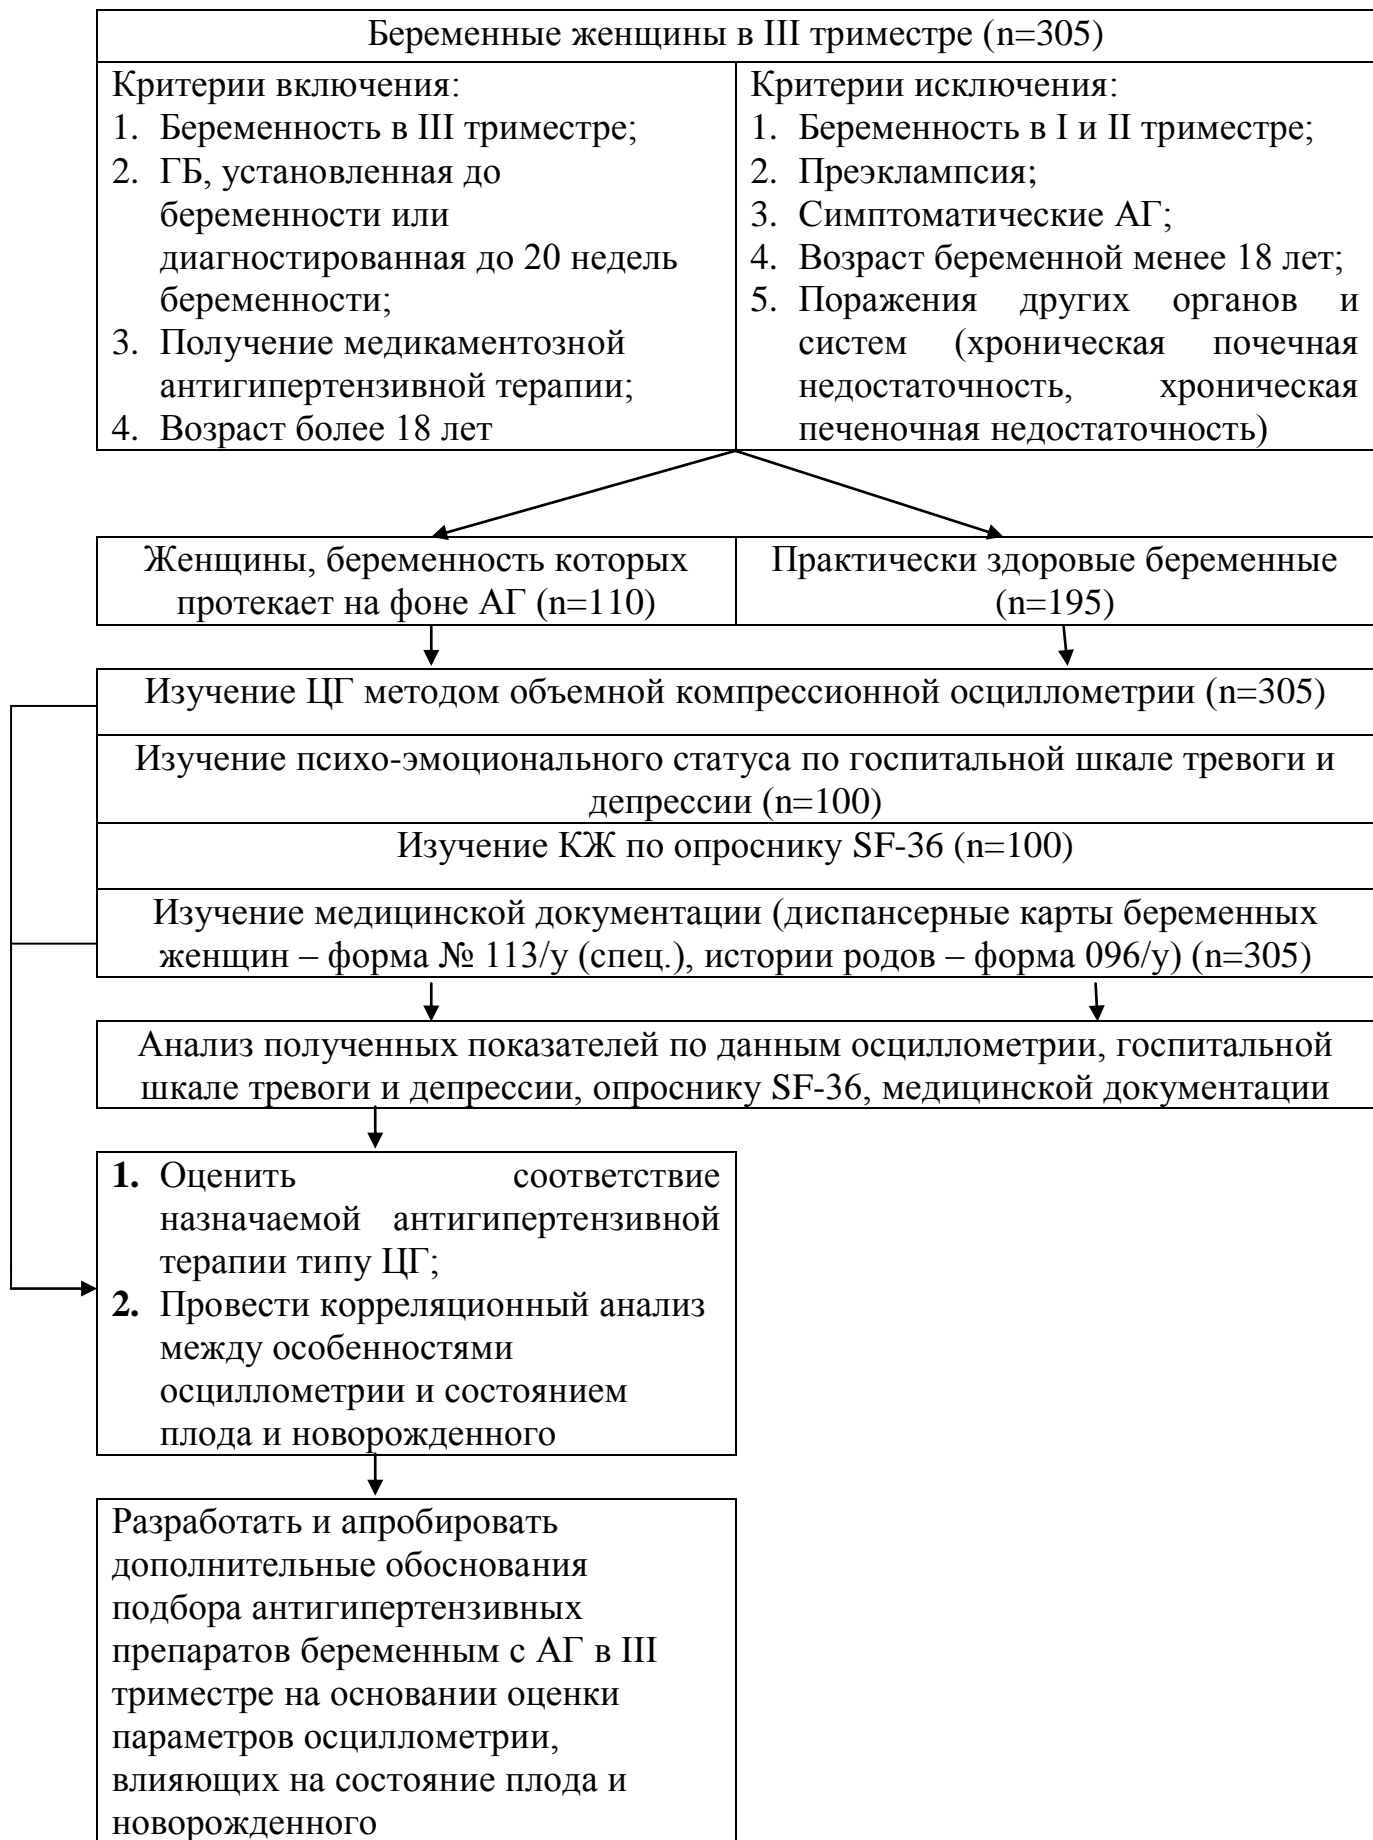 Беременные женщины в III триместре (n=305)
Критерии включения:
1. Беременность в III триместре;
2. ГБ, установленная до
беременности или
диагностированная до 20 недель
беременности;
3. Получение медикаментозной
антигипертензивной терапии;
4. Возраст более 18 лет
Критерии исключения:
1. Беременность в I и II триместре;
2. Преэклампсия;
3. Симптоматические АГ;
4. Возраст беременной менее 18 лет;
5. Поражения других органов и
систем (хроническая почечная
недостаточность, хроническая
печеночная недостаточность)
Женщины, беременность которых
протекает на фоне АГ (n=110)
Практически здоровые беременные
(n=195)
Изучение ЦГ методом объемной компрессионной осциллометрии (n=305)
Изучение психо-эмоционального статуса по госпитальной шкале тревоги и
депрессии (n=100)
Изучение КЖ по опроснику SF-36 (n=100)
Изучение медицинской документации (диспансерные карты беременных
женщин – форма № 113/у (спец.), истории родов – форма 096/у) (n=305)
Анализ полученных показателей по данным осциллометрии, госпитальной
шкале тревоги и депрессии, опроснику SF-36, медицинской документации
1. Оценить соответствие
назначаемой антигипертензивной
терапии типу ЦГ;
2. Провести корреляционный анализ
между особенностями
осциллометрии и состоянием
плода и новорожденного
Разработать и апробировать
дополнительные обоснования
подбора антигипертензивных
препаратов беременным с АГ в III
триместре на основании оценки
параметров осциллометрии,
влияющих на состояние плода и
новорожденного